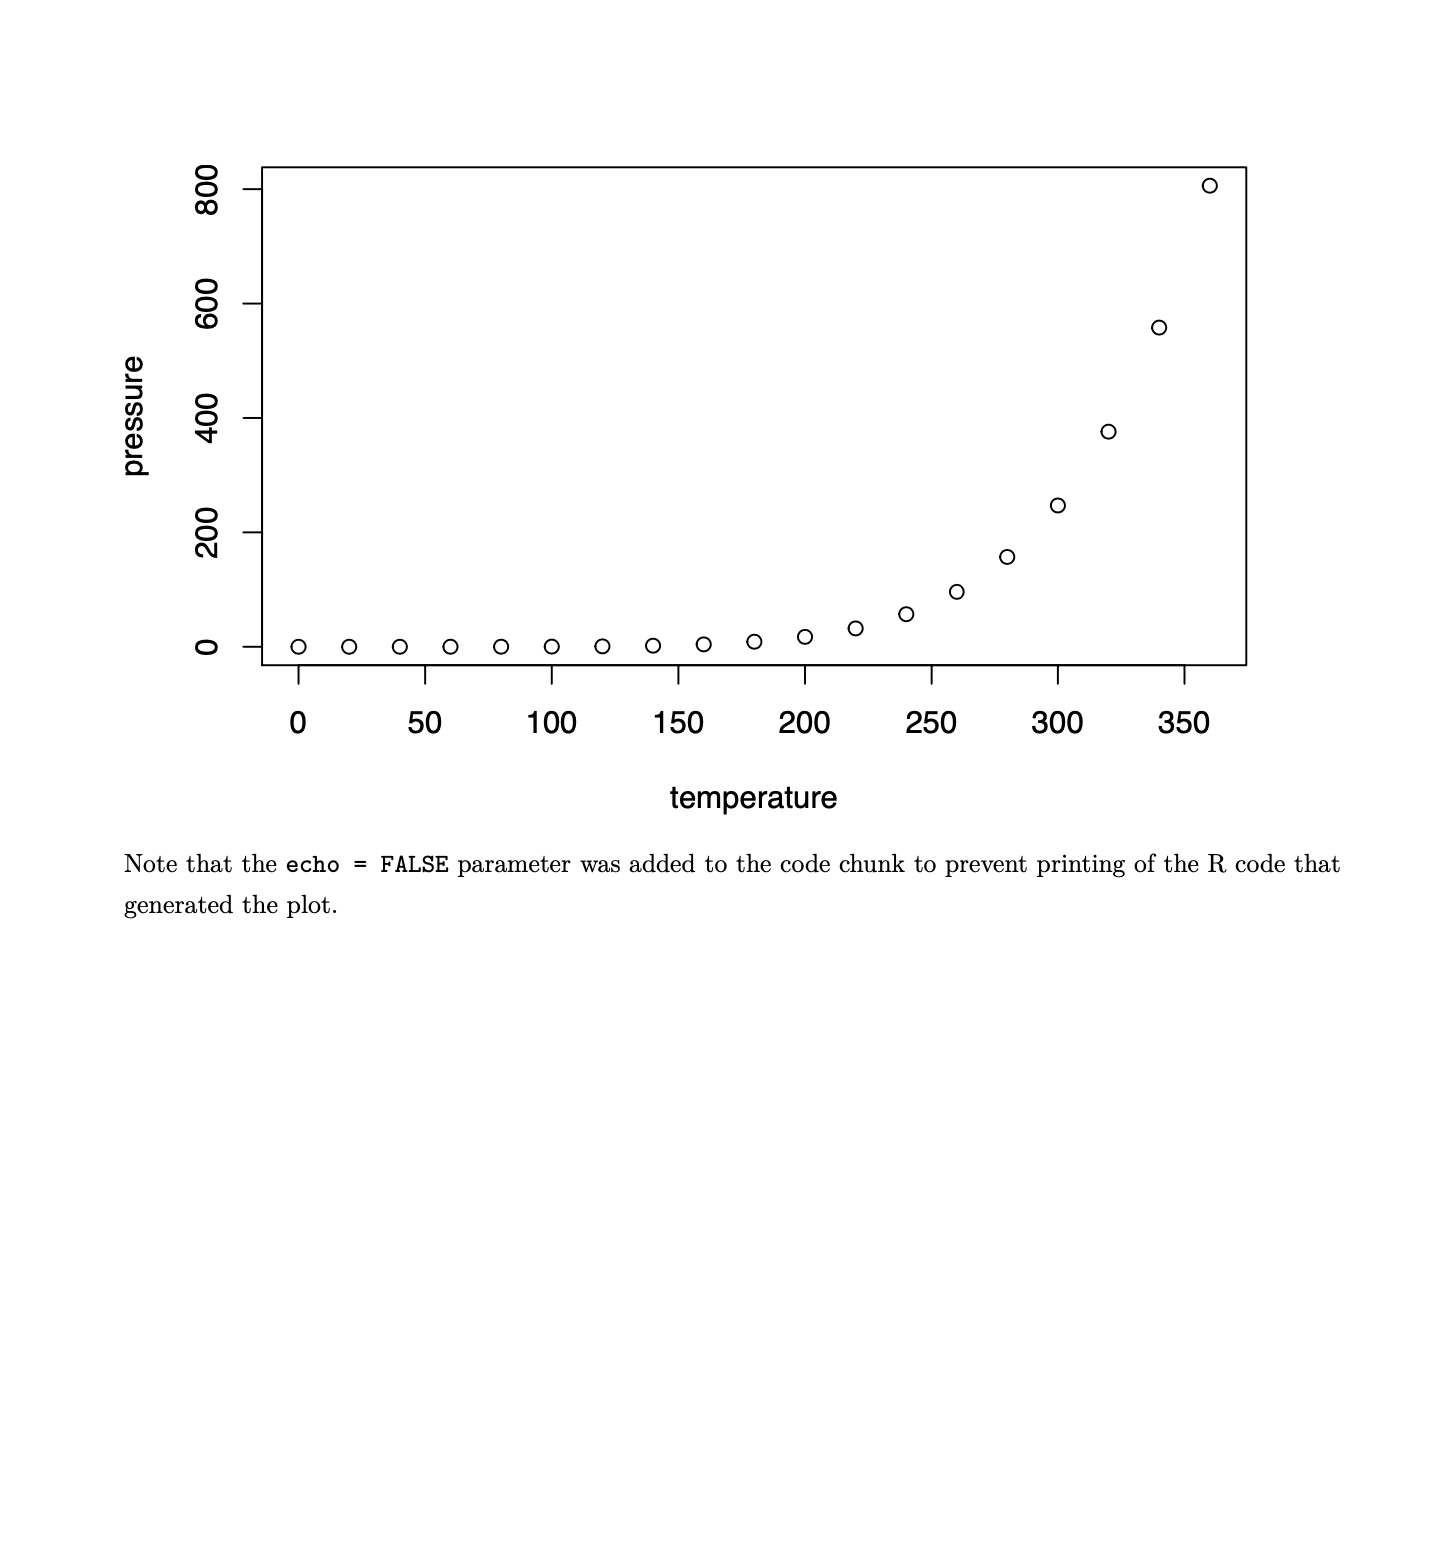 800
600
400
200
0
pressure
0 50 100 150 200 250 300 350
temperature
Note that the echo = FALSE parameter was added to the code chunk to prevent printing of the R code that
generated the plot.